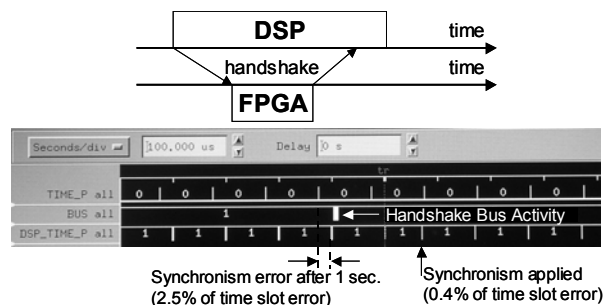 DSP
time
handshake
time
FPGA
Seconds/div 100.000 us Delay 0 s
tr
TIME_P all 0 0 0 0 0 0 0 0
BUS all 1 Handshake Bus Activity
DSP_TIME_P all 1 1 1 1 1 1 1 1 1
Synchronism error after 1 sec.
(2.5% of time slot error)
Synchronism applied
(0.4% of time slot error)